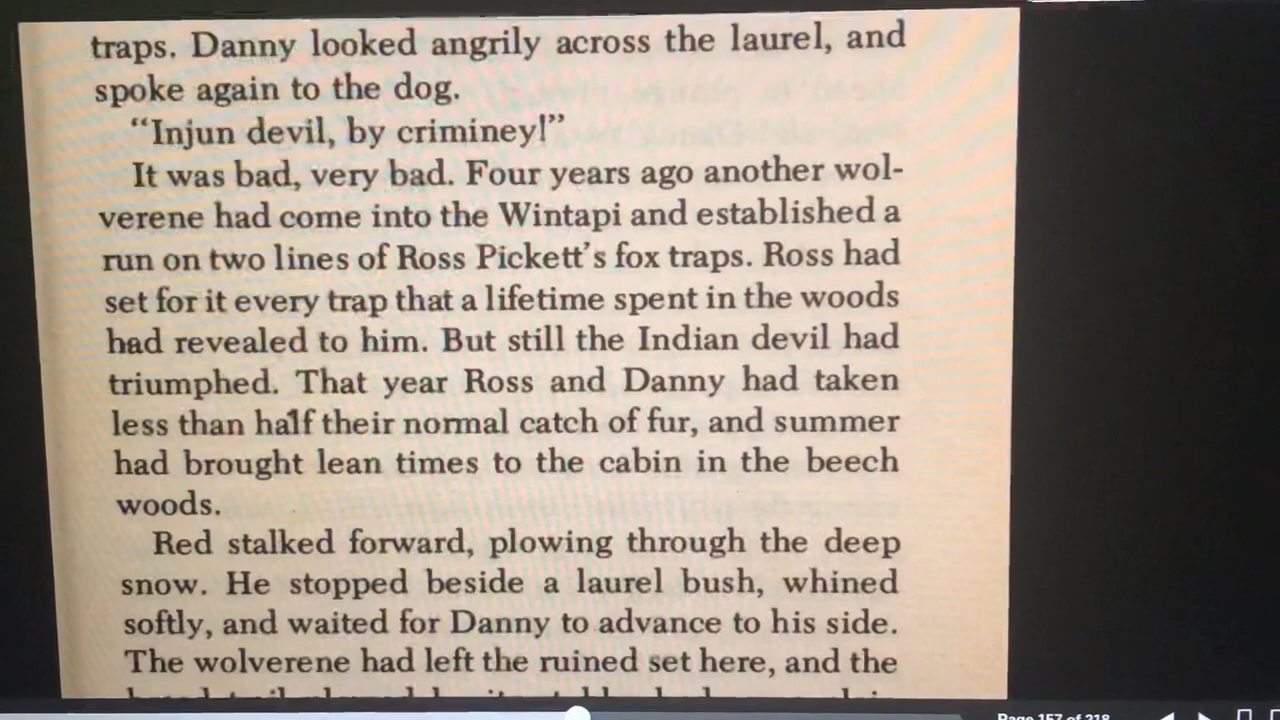 traps. Danny looked angrily across the laurel, and
spoke again to the dog.
“Injun devil, by criminey!”
It was bad, very bad. Four years ago another wol-
verene had come into the Wintapi and established a
run on two lines of Ross Pickett’s fox traps. Ross had
set for it every trap that a lifetime spent in the woods
had revealed to him. But still the Indian devil had
triumphed. That year Ross and Danny had taken
less than half their normal catch of fur, and summer
had brought lean times to the cabin in the beech
woods.
Red stalked forward, plowing through the deep
snow. He stopped beside a laurel bush, whined
softly, and waited for Danny to advance to his side.
The wolverene had left the ruined set here, and the
Page 157 of 218